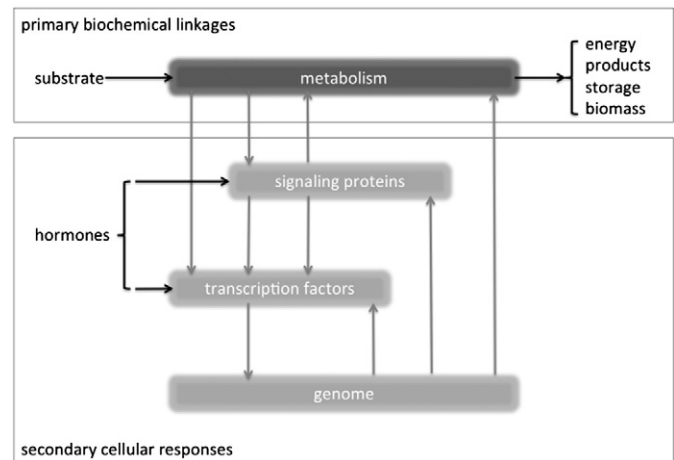 primary biochemical linkages
substrate
metabolism
energy
products
storage
biomass
signaling proteins
hormones
transcription factors
genome
secondary cellular responses